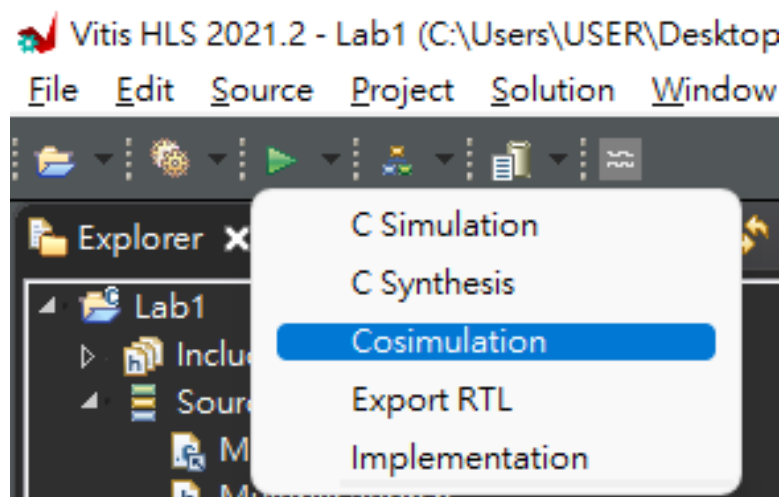 Vitis HLS 2021.2 - Lab1 (C:\Users\USER\Desktop
File Edit Source Project Solution Window
Explorer
C Simulation
Lab1
C Synthesis
Cosimulation
Export RTL
Implementation